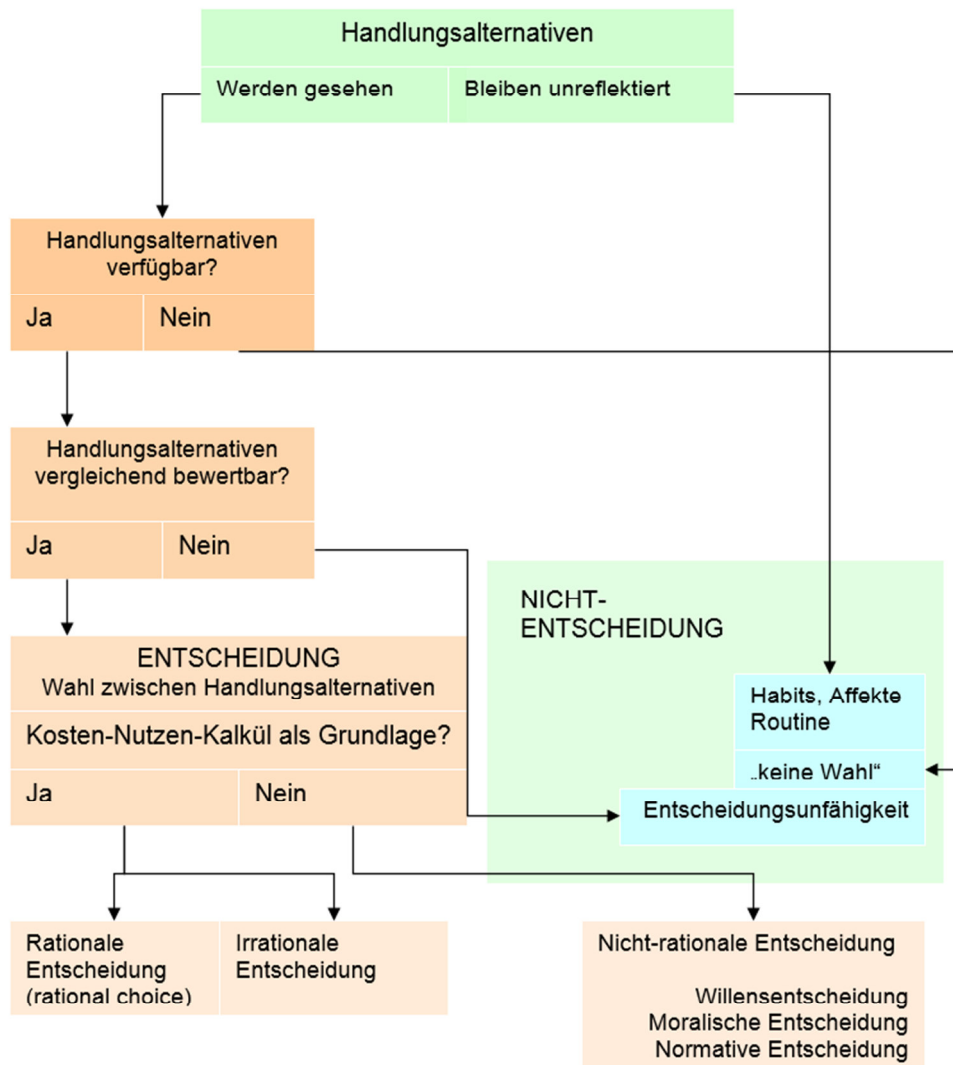 Handlungsalternativen
Werden gesehen
Bleiben unreflektiert
Handlungsalternativen
verfügbar?
Ja
Nein
Handlungsalternativen
vergleichend bewertbar?
Ja
Nein
NICHT-
ENTSCHEIDUNG
Habits, Affekte
Routine
„keine Wahl“
Entscheidungsunfähigkeit
ENTSCHEIDUNG
Wahl zwischen Handlungsalternativen
Kosten-Nutzen-Kalkül als Grundlage?
Ja
Nein
Rationale
Entscheidung
(rational choice)
Irrationale
Entscheidung
Nicht-rationale Entscheidung
Willensentscheidung
Moralische Entscheidung
Normative Entscheidung